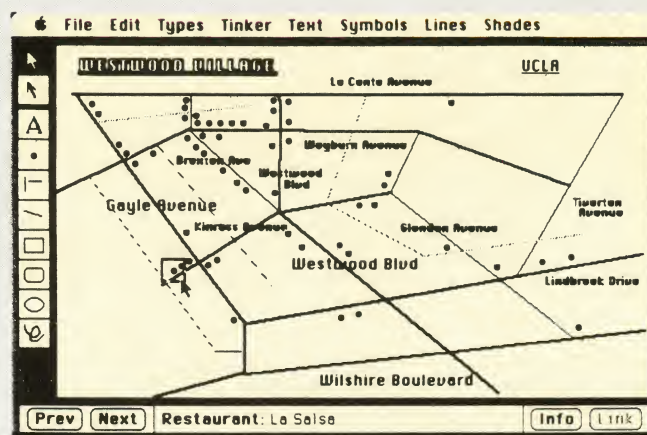 File Edit Types Tinker Text Symbols Lines Shades
WESTWOOD VILLAGE
UCLA
Le Conte Avenue
A
Weyburn Avenue
Broxton Ave
Westwood
Blvd
Gayle Avenue
Tiverton
Avenue
Kinross Avenue
Glendon Avenue
Westwood Blvd
Lindbrook Drive
Wilshire Boulevard
Prev Next Restaurant: La Salsa Info Link